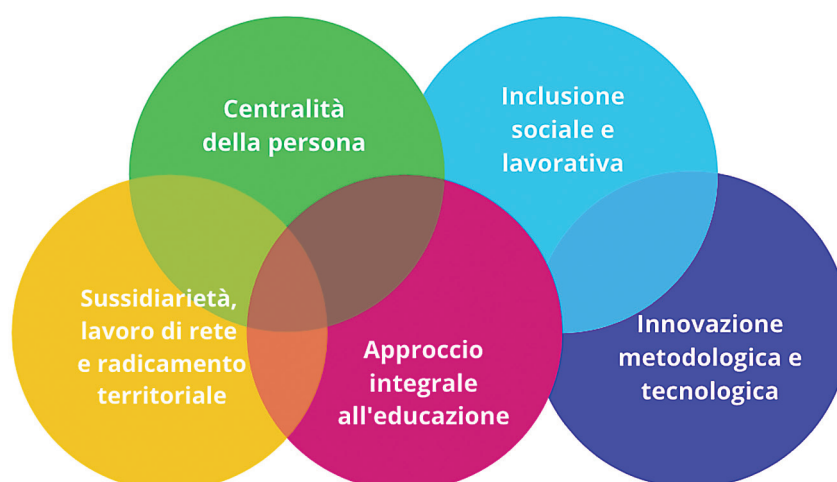 Centralità
della persona
Inclusione
sociale e
lavorativa
Sussidiarietà,
lavoro di rete
e radicamento
territoriale
Approccio
integrale
all'educazione
Innovazione
metodologica e
tecnologica